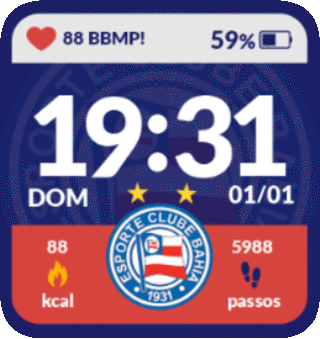 88 BBMP!
59%
19:31
DOM
01/01
88
kcal
ESPORTE CLUBE BAHIA
1931
5988
passos